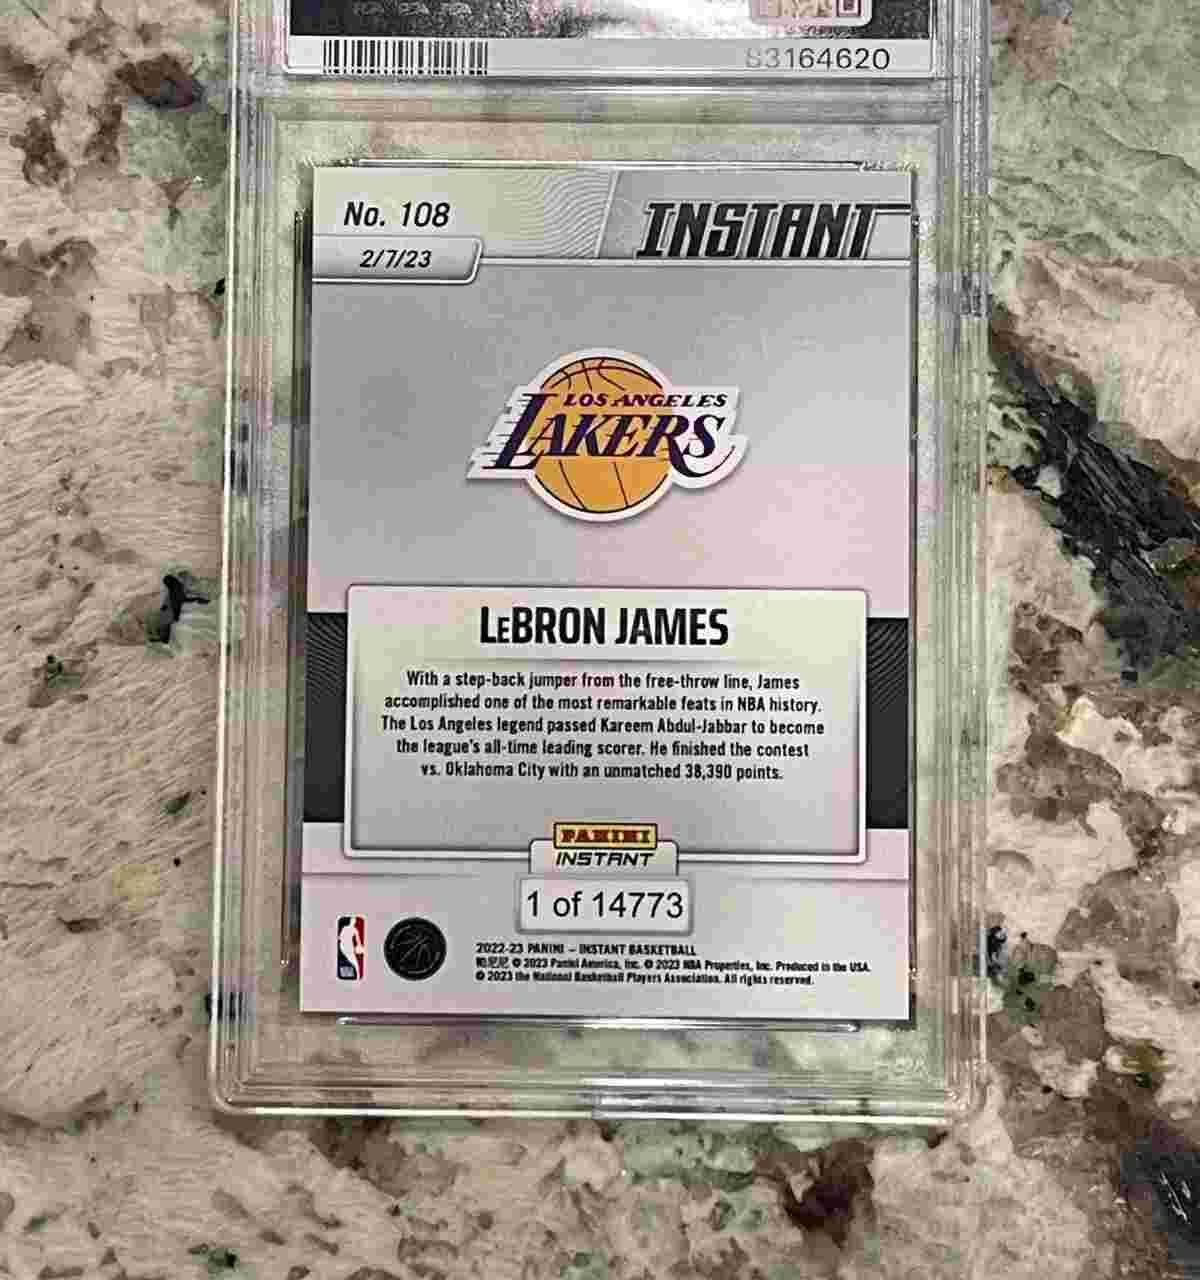 83164620
No. 108
INSTANT
2/7/23
LOS ANGELES
LAKERS
LeBRON JAMES
With a step-back jumper from the free-throw line, James
accomplished one of the most remarkable feats in NBA history.
The Los Angeles legend passed Kareem Abdul-Jabbar to become
the league's all-time leading scorer. He finished the contest
vs. Oklahoma City with an unmatched 38,390 points.
PANINI
INSTANT
1 of 14773
2022-23 PANINI – INSTANT BASKETBALL
© 2023 Panini America, Inc. © 2023 NBA Properties, Inc. Produced in the USA.
© 2023 the National Basketball Players Association. All rights reserved.